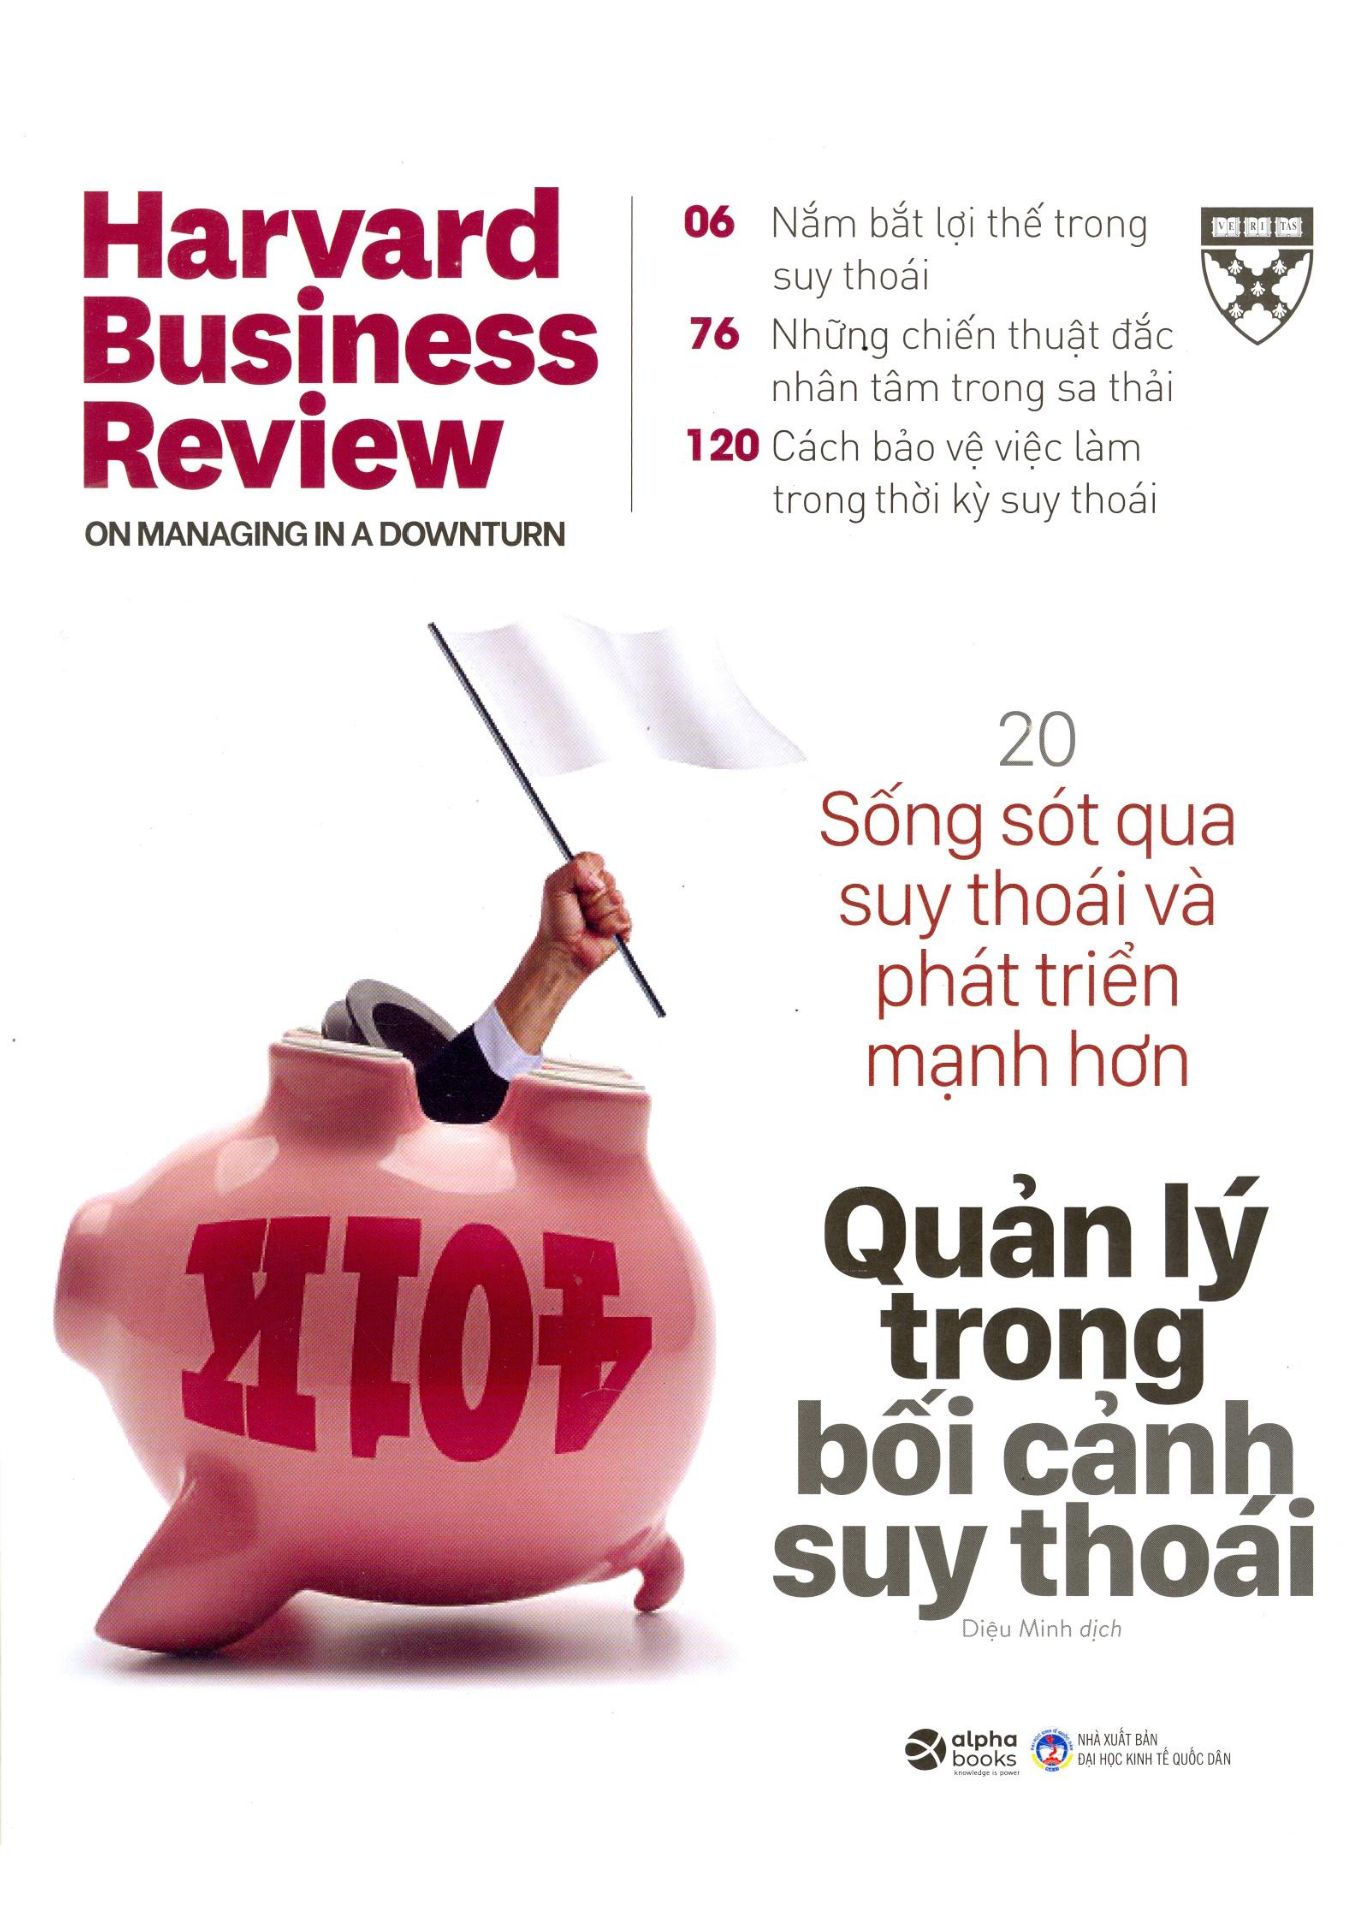 Harvard
Business
Review
ON MANAGING IN A DOWNTURN
06 Nắm bắt lợi thế trong
suy thoái
76 Những chiến thuật đắc
nhân tâm trong sa thải
120 Cách bảo vệ việc làm
trong thời kỳ suy thoái
VE RI TAS
20
Sống sót qua
suy thoái và
phát triển
mạnh hơn
401K
Quản lý
trong
bối cảnh
suy thoái
Diệu Minh dịch
alpha
books
knowledge is power
NHÀ XUẤT BẢN
ĐẠI HỌC KINH TẾ QUỐC DÂN